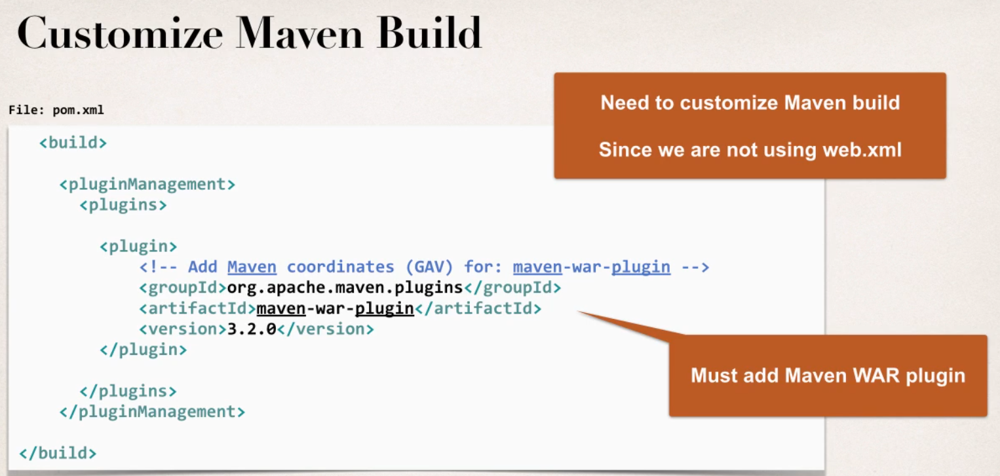 Customize Maven Build
Need to customize Maven build
Since we are not using web.xml
File: pom.xml
<build>
<pluginManagement>
<plugins>
<plugin>
<!-- Add Maven coordinates (GAV) for: maven-war-plugin -->
<groupId>org.apache.maven.plugins</groupId>
<artifactId>maven-war-plugin</artifactId>
<version>3.2.0</version>
</plugin>
Must add Maven WAR plugin
</plugins>
</pluginManagement>
</build>